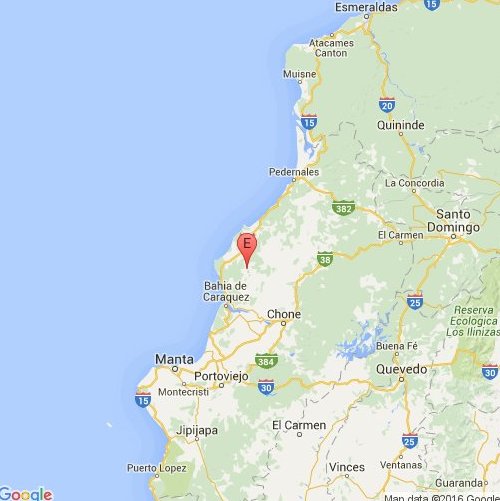 Esmeraldas
15
Atacames
Canton
Muisne
20
15
Quininde
Pedernales
La Concordia
382
Santo
Domingo
El Carmen
E
38
Bahia de
Caraquez
25
Chone
Reserva
Ecologica
Los Ilinizas
Buena Fé
Manta
384
Portoviejo
30
Quevedo
30
Montecristi
15
Jipijapa
El Carmen
25
Puerto Lopez
Vinces
Ventanas
Guaranda
Google
Map data ©2016 Google